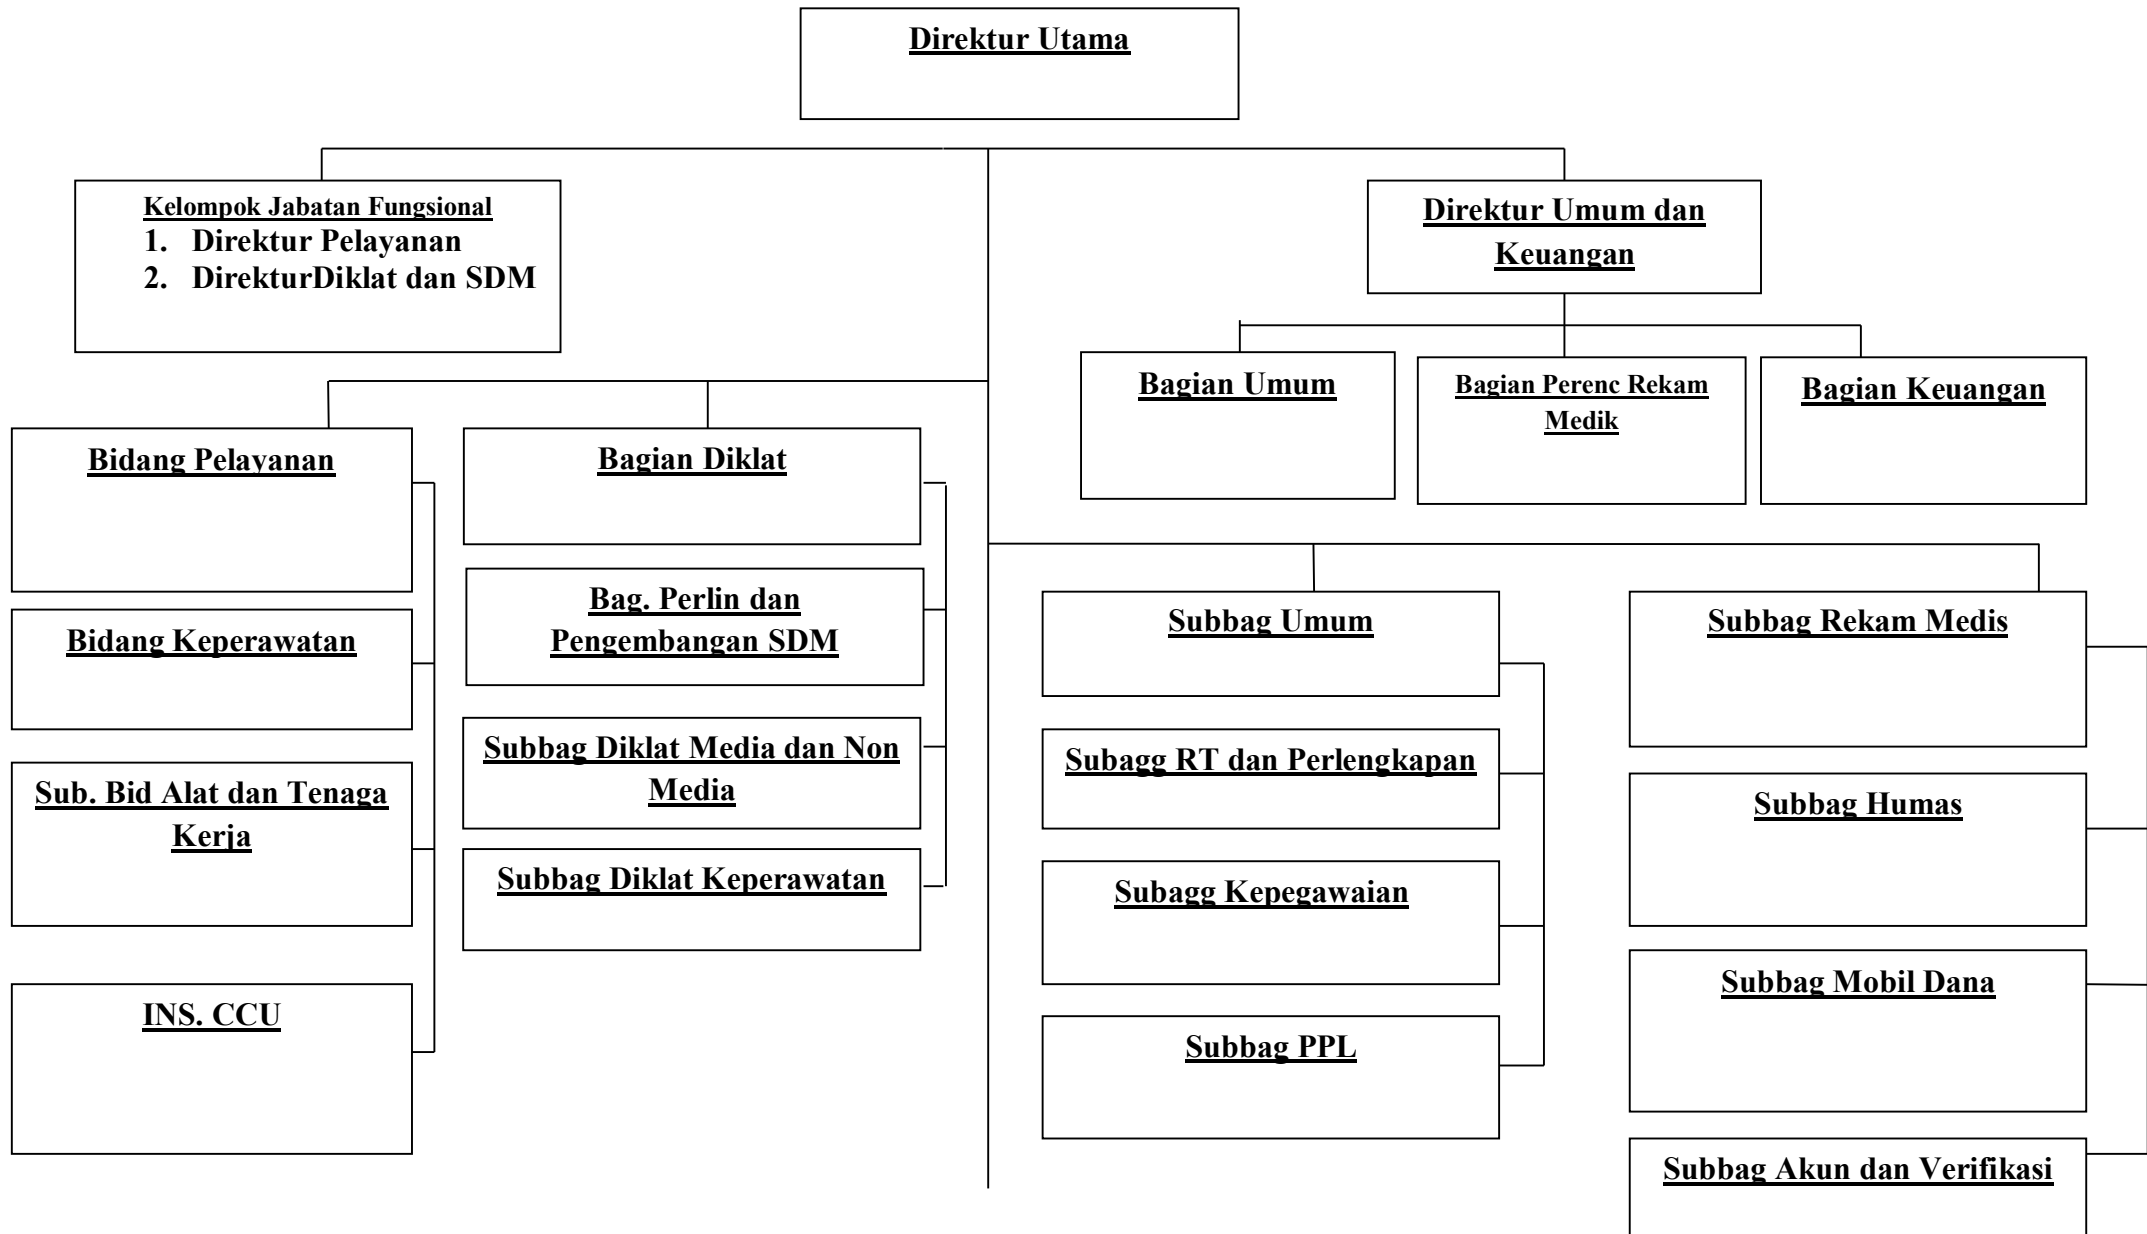 Direktur Utama
Kelompok Jabatan Fungsional
1. Direktur Pelayanan
2. DirekturDiklat dan SDM
Direktur Umum dan
Keuangan
Bagian Umum
Bagian Perenc Rekam
Medik
Bagian Keuangan
Bidang Pelayanan
Bidang Keperawatan
Sub. Bid Alat dan Tenaga
Kerja
INS. CCU
Bagian Diklat
Bag. Perlin dan
Pengembangan SDM
Subbag Diklat Media dan Non
Media
Subbag Diklat Keperawatan
Subbag Umum
Subagg RT dan Perlengkapan
Subagg Kepegawaian
Subbag PPL
Subbag Rekam Medis
Subbag Humas
Subbag Mobil Dana
Subbag Akun dan Verifikasi